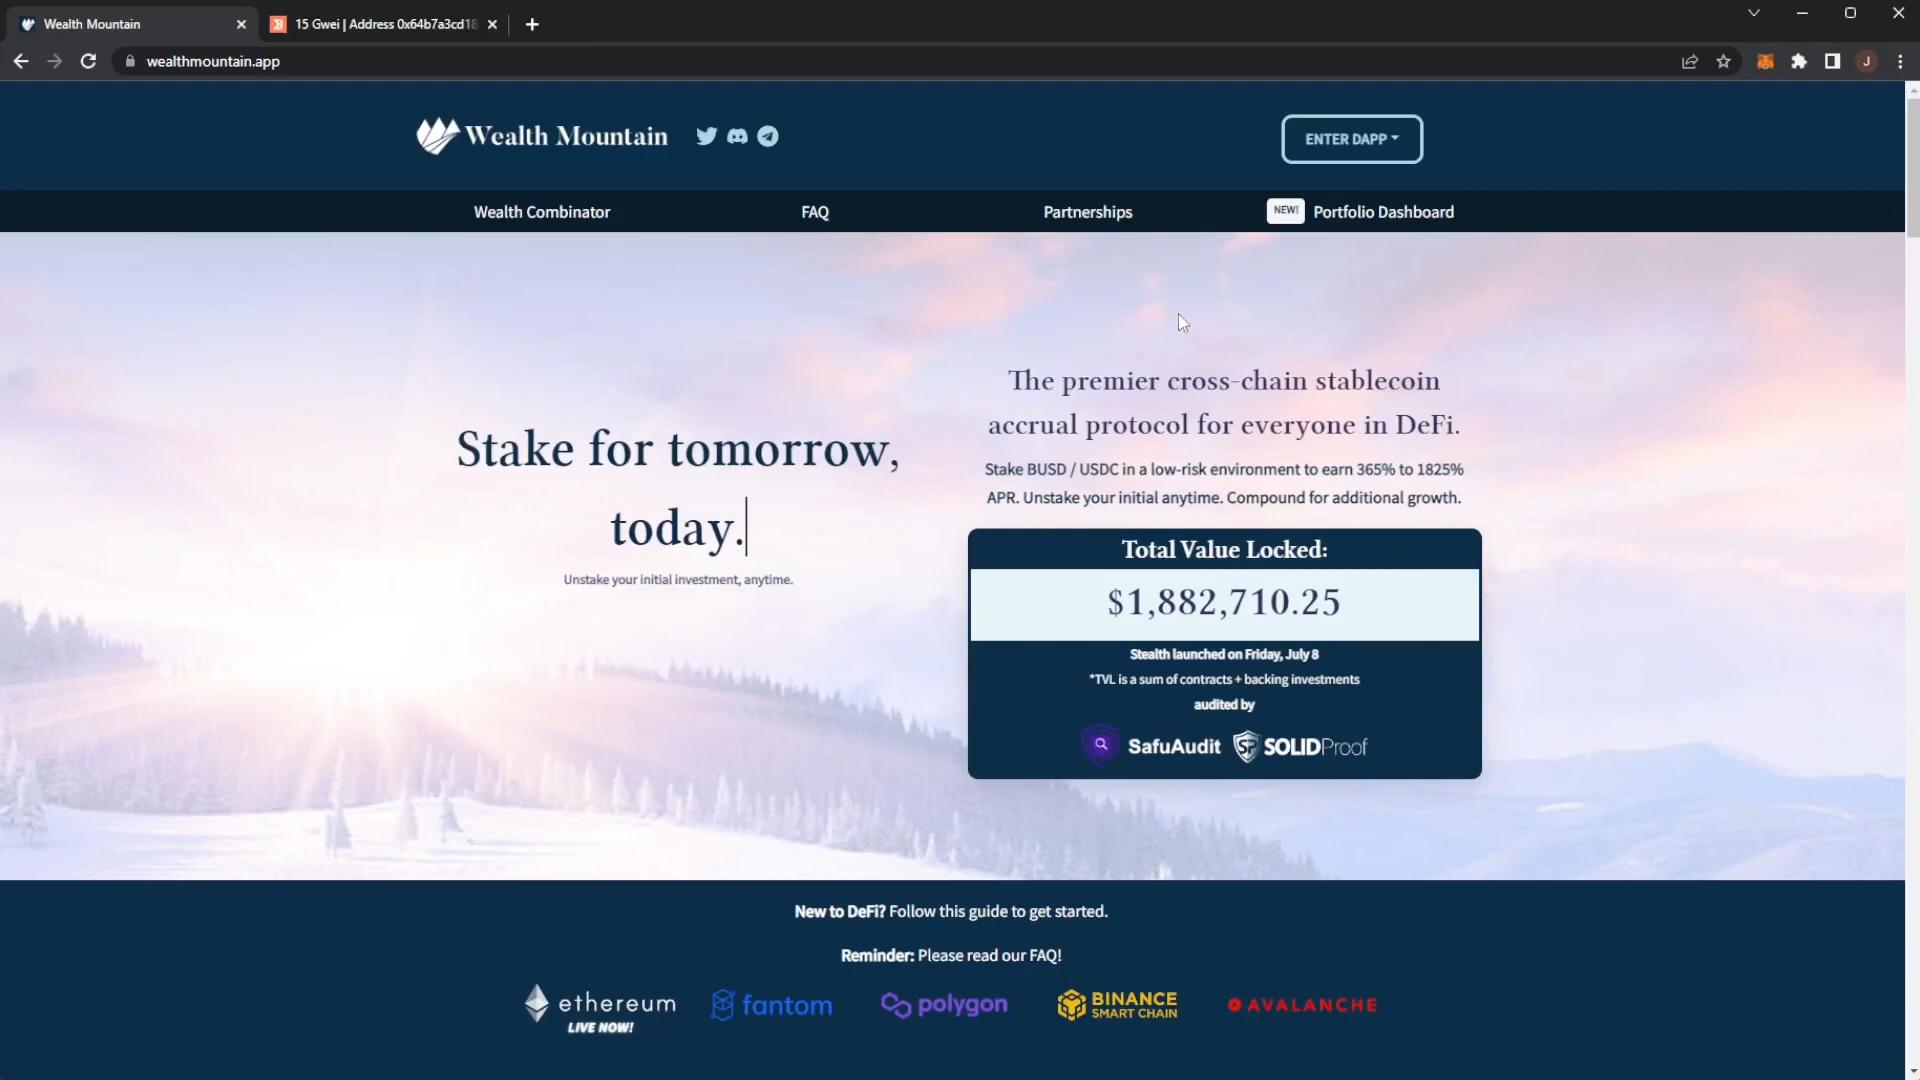 Wealth Mountain
15 Gwei | Address 0x64b7a3cd18
wealthmountain.app
J
Wealth Mountain
ENTER DAPP
Wealth Combinator
FAQ
Partnerships
NEW!
Portfolio Dashboard
Stake for tomorrow,
today.
Unstake your initial investment, anytime.
The premier cross-chain stablecoin
accrual protocol for everyone in DeFi.
Stake BUSD / USDC in a low-risk environment to earn 365% to 1825%
APR. Unstake your initial anytime. Compound for additional growth.
Total Value Locked:
$1,882,710.25
Stealth launched on Friday, July 8
*TVL is a sum of contracts + backing investments
audited by
SafuAudit
SP SOLIDProof
New to DeFi? Follow this guide to get started.
Reminder: Please read our FAQ!
ethereum
LIVE NOW!
fantom
polygon
BINANCE
SMART CHAIN
AVALANCHE